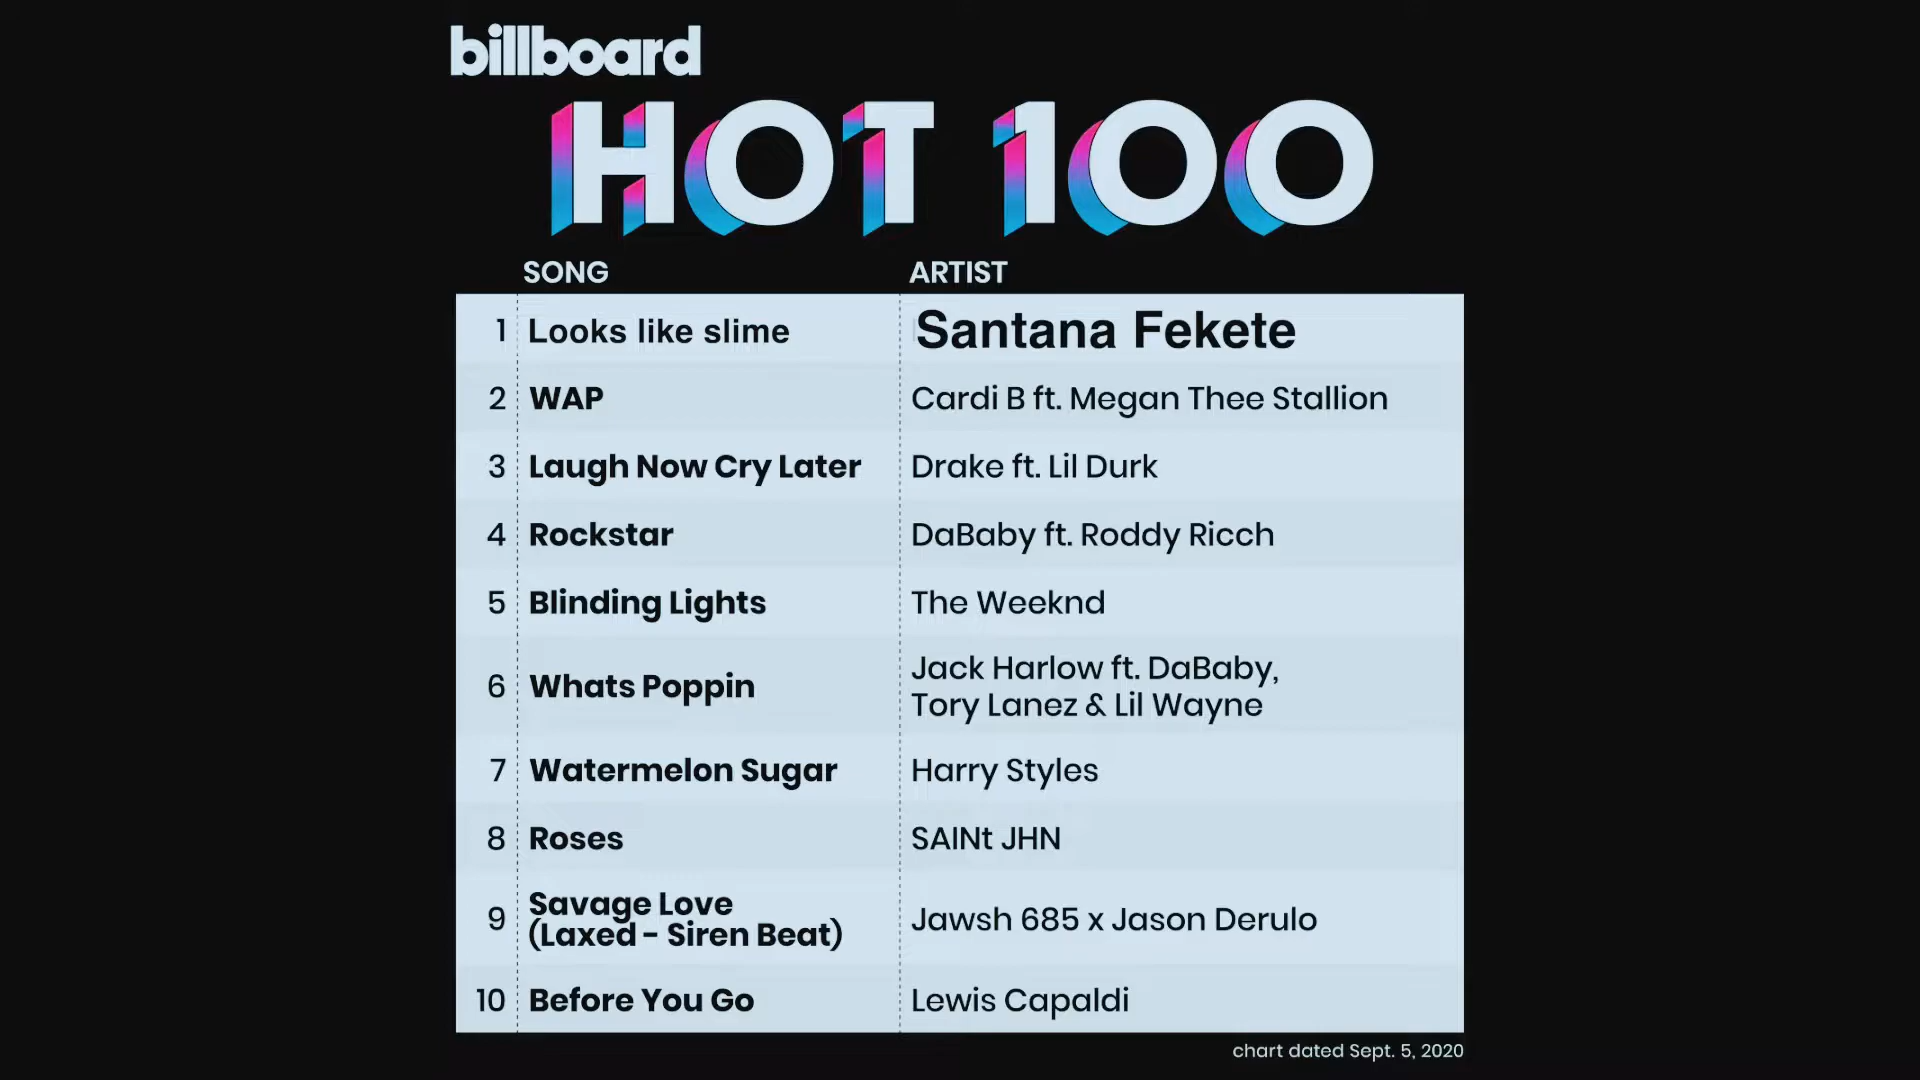 billboard
HOT 100
SONG ARTIST
1 Looks like slime Santana Fekete
2 WAP Cardi B ft. Megan Thee Stallion
3 Laugh Now Cry Later Drake ft. Lil Durk
4 Rockstar DaBaby ft. Roddy Ricch
5 Blinding Lights The Weeknd
6 Whats Poppin Jack Harlow ft. DaBaby,
Tory Lanez & Lil Wayne
7 Watermelon Sugar Harry Styles
8 Roses SAINt JHN
9 Savage Love
(Laxed - Siren Beat) Jawsh 685 x Jason Derulo
10 Before You Go Lewis Capaldi
chart dated Sept. 5, 2020